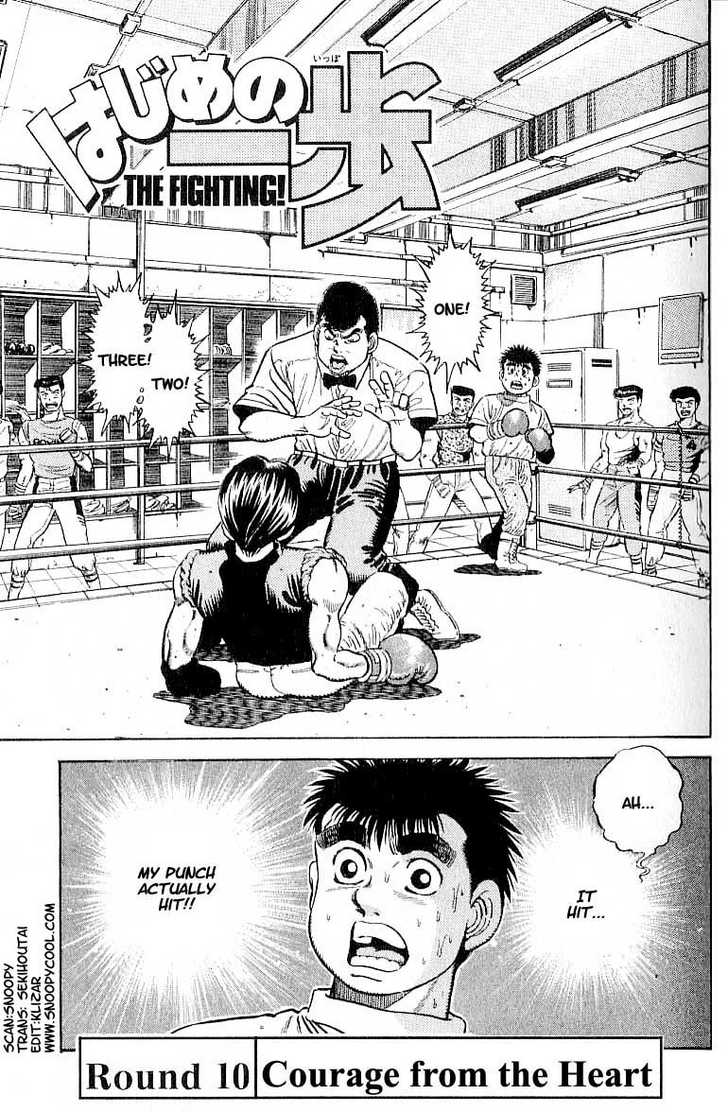 はじめの一歩
いっぽ
THE FIGHTING!
ONE!
TWO!
THREE!
AH...
IT
HIT...
MY PUNCH
ACTUALLY
HIT!!
SCAN:SNOOPY
TRANS: SEKIHOUTAI
EDIT:KLIZAR
WWW.SNOOPYCOOL.COM
Round 10
Courage from the Heart